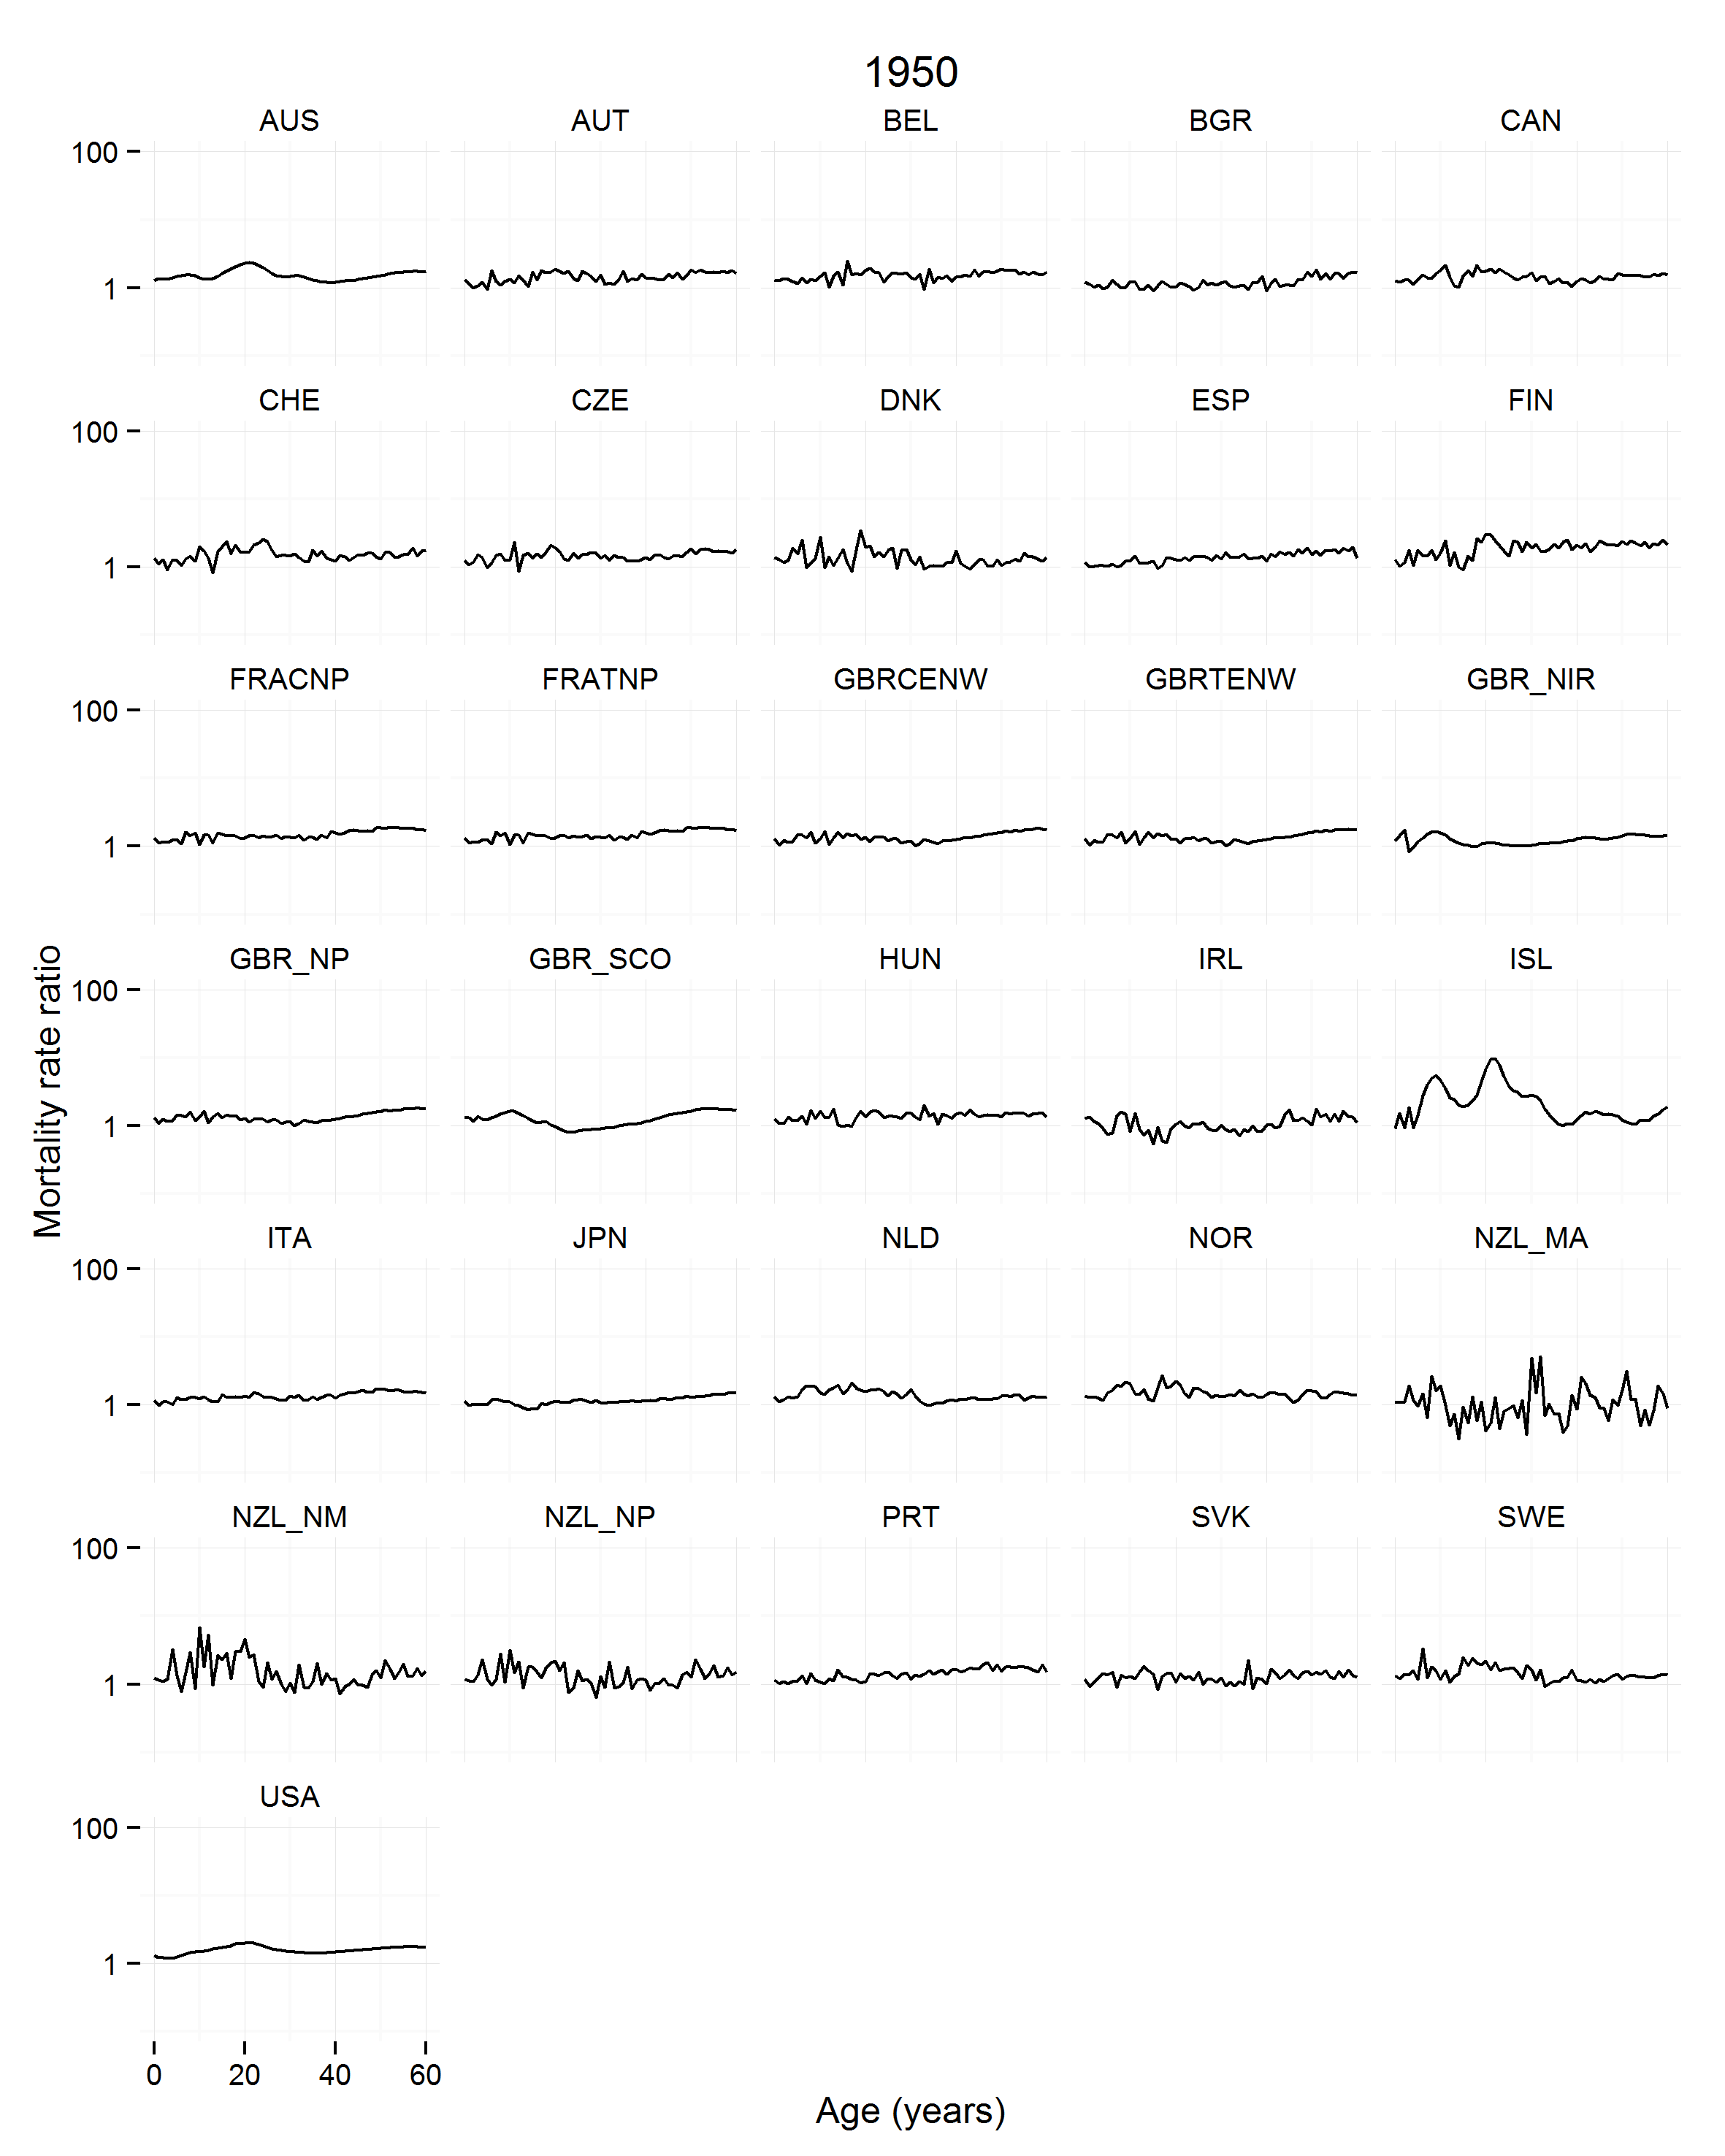 1950
AUS AUT BEL BGR CAN
100
1
CHE CZE DNK ESP FIN
100
1
FRACNP FRATNP GBRCENW GBRTENW GBR_NIR
100
1
GBR_NP GBR_SCO HUN IRL ISL
100
1
Mortality rate ratio
ITA JPN NLD NOR NZL_MA
100
1
NZL_NM NZL_NP PRT SVK SWE
100
1
USA
100
1
0 20 40 60
Age (years)